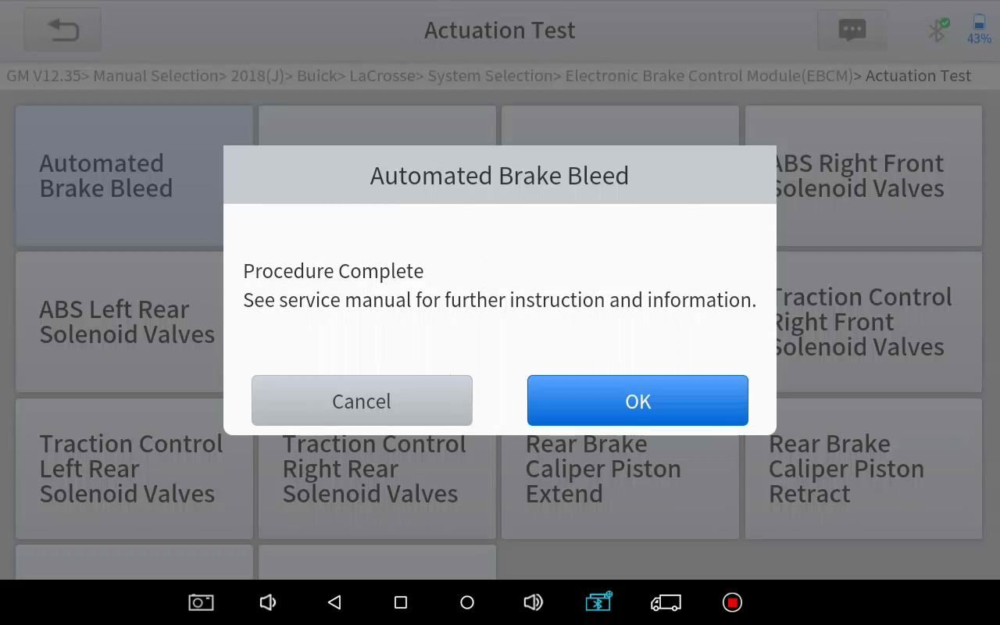 Actuation Test
43%
GM V12.35> Manual Selection> 2018(J)> Buick> LaCrosse> System Selection> Electronic Brake Control Module(EBCM)> Actuation Test
Automated
Brake Bleed
ABS Right Front
Solenoid Valves
Automated Brake Bleed
Procedure Complete
See service manual for further instruction and information.
Cancel
OK
ABS Left Rear
Solenoid Valves
Traction Control
Right Front
Solenoid Valves
Traction Control
Left Rear
Solenoid Valves
Traction Control
Right Rear
Solenoid Valves
Rear Brake
Caliper Piston
Extend
Rear Brake
Caliper Piston
Retract